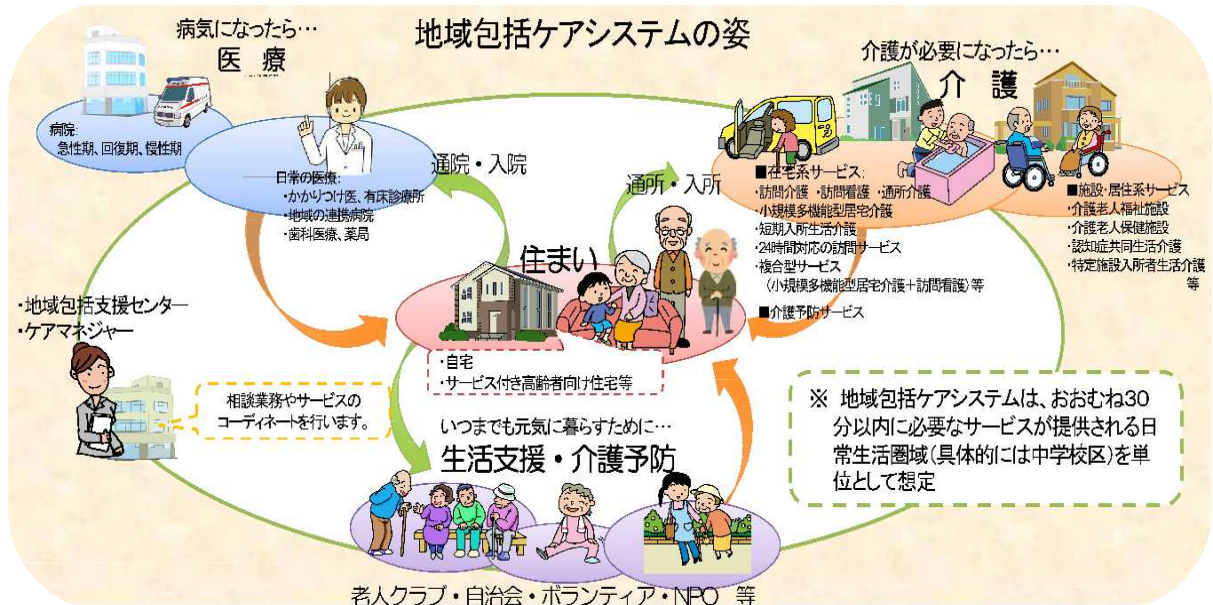 地域包括ケアシステムの姿
病気になったら…
医 療
病院:
急性期、回復期、慢性期
日常の医療:
・かかりつけ医、有床診療所
・地域の連携病院
・歯科医療、薬局
通院・入院
通所・入所
介護が必要になったら…
介 護
■在宅系サービス:
・訪問介護 ・訪問看護 ・通所介護
・小規模多機能型居宅介護
・短期入所生活介護
・24時間対応の訪問サービス
・複合型サービス
(小規模多機能型居宅介護+訪問看護)等
■介護予防サービス
■施設・居住系サービス
・介護老人福祉施設
・介護老人保健施設
・認知症共同生活介護
・特定施設入所者生活介護
等
住まい
・自宅
・サービス付き高齢者向け住宅等
・地域包括支援センター
・ケアマネジャー
相談業務やサービスの
コーディネートを行います。
いつまでも元気に暮らすために…
生活支援・介護予防
老人クラブ・自治会・ボランティア・NPO 等
※ 地域包括ケアシステムは、おおむね30
分以内に必要なサービスが提供される日
常生活圏域(具体的には中学校区)を単
位として想定